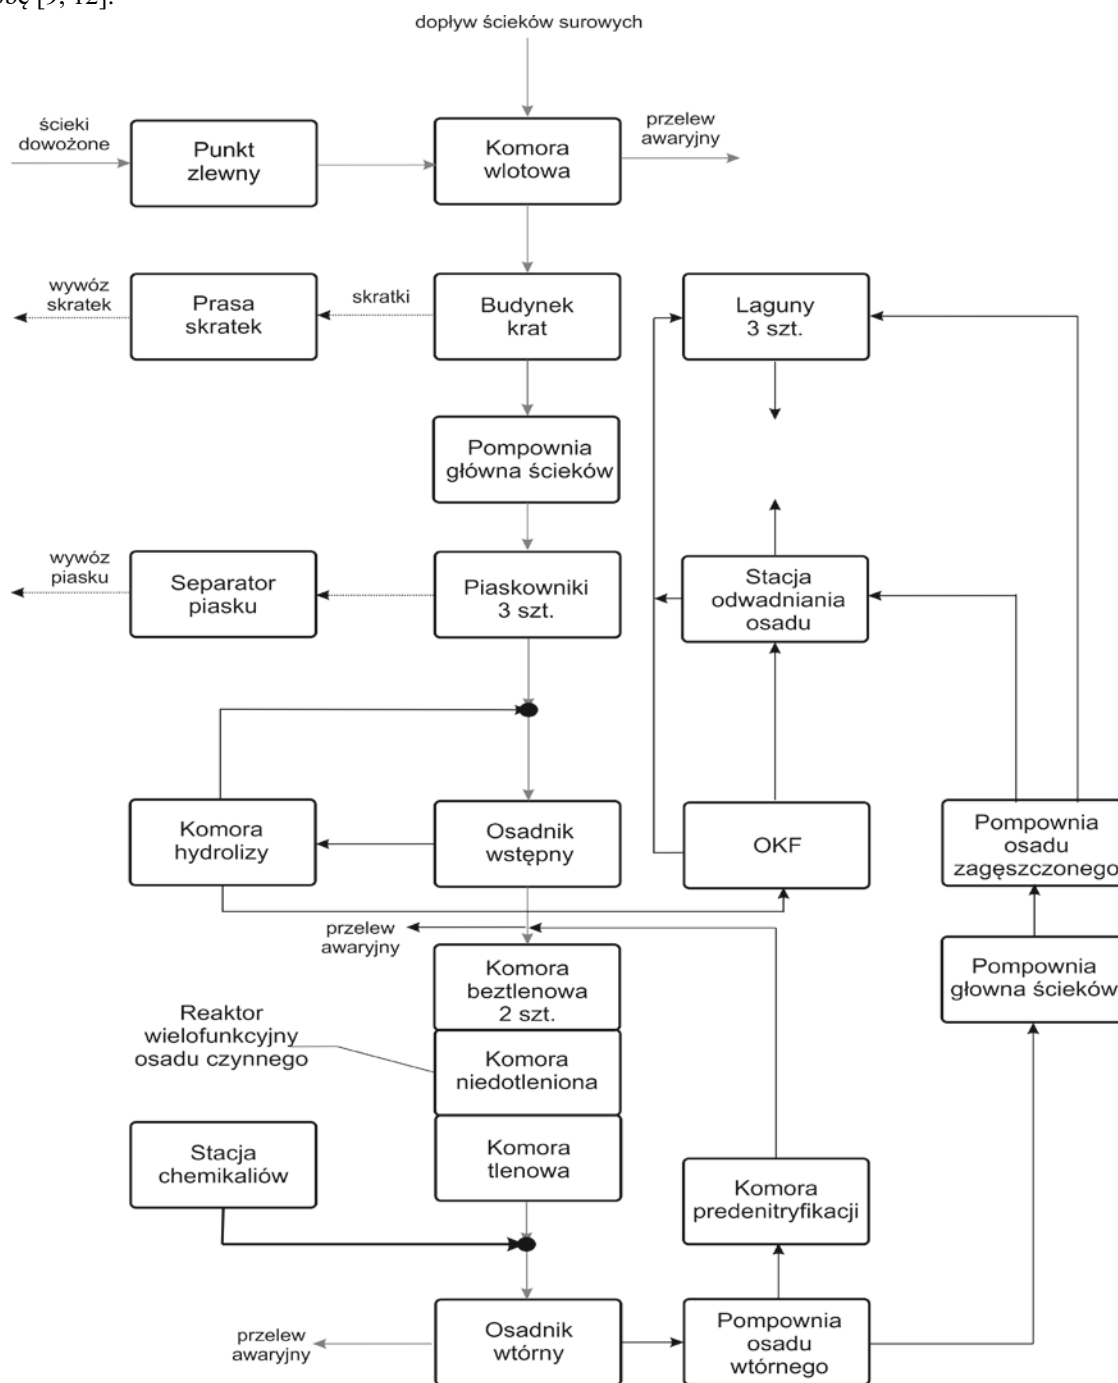 [9, 12].
dopływ ścieków surowych
ścieki
dowożone
Punkt
zlewny
Komora
wlotowa
przelew
awaryjny
wywóz
skratek
Prasa
skratek
skratki
Budynek
krat
Laguny
3 szt.
Pompownia
główna ścieków
wywóz
piasku
Separator
piasku
Piaskowniki
3 szt.
Stacja
odwadniania
osadu
Komora
hydrolizy
Osadnik
wstępny
OKF
Pompownia
osadu
zagęszczonego
przelew
awaryjny
Komora
beztlenowa
2 szt.
Pompownia
głowna ścieków
Reaktor
wielofunkcyjny
osadu czynnego
Komora
niedotleniona
Stacja
chemikaliów
Komora
tlenowa
Komora
predenitryfikacji
przelew
awaryjny
Osadnik
wtórny
Pompownia
osadu
wtórnego